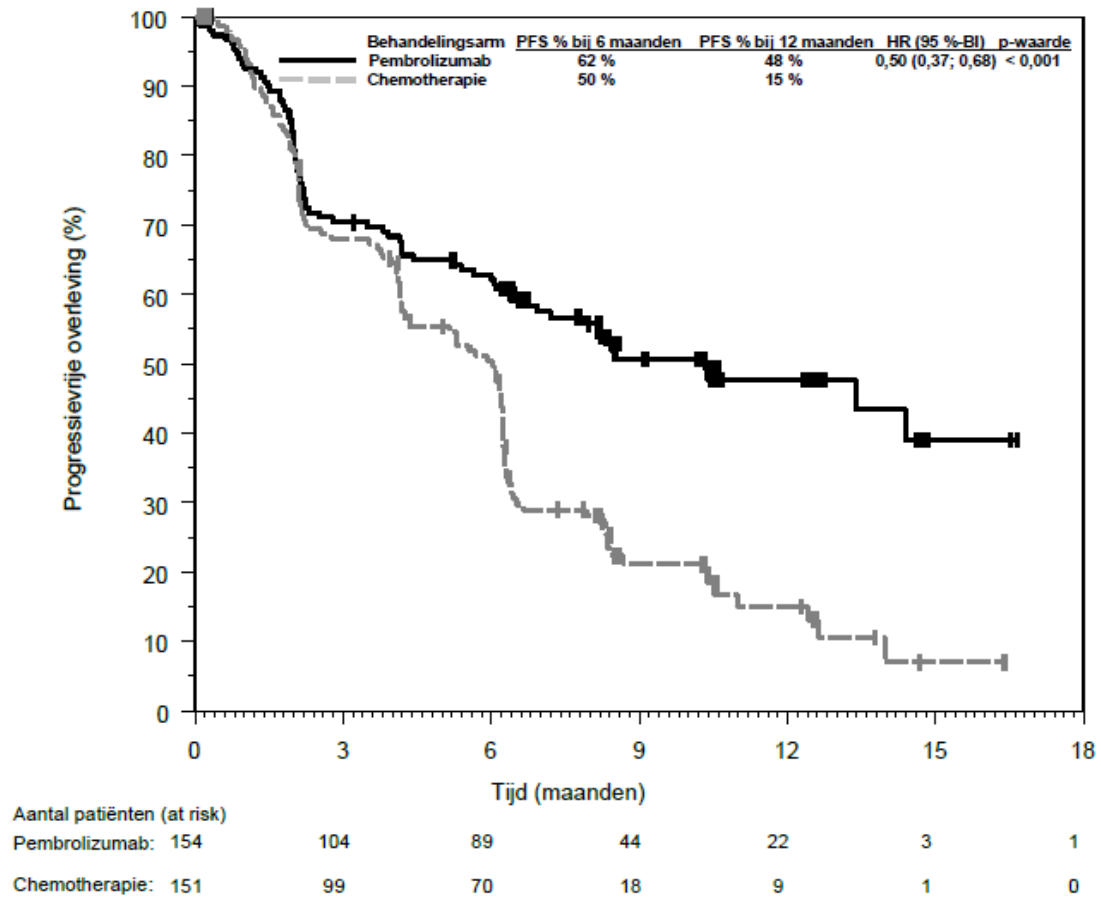 Behandelingsarm PFS % bij 6 maanden PFS % bij 12 maanden HR (95 %-BI) p-waarde
Pembrolizumab 62 % 48 % 0,50 (0,37; 0,68) < 0,001
Chemotherapie 50 % 15 %
100
90
80
70
60
50
40
30
20
10
0
Progressievrije overleving (%)
0 3 6 9 12 15 18
Tijd (maanden)
Aantal patiënten (at risk)
Pembrolizumab: 154 104 89 44 22 3 1
Chemotherapie: 151 99 70 18 9 1 0